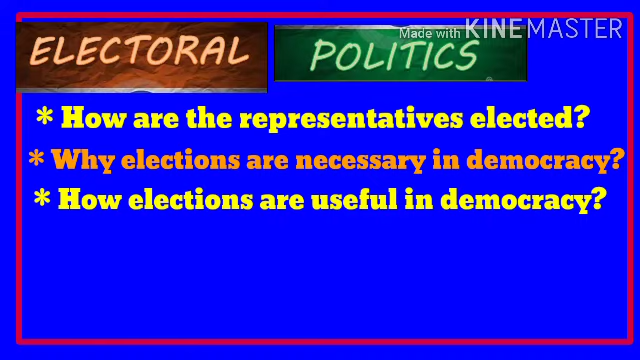 Made with KINEMASTER
ELECTORAL POLITICS
* How are the representatives elected?
* Why elections are necessary in democracy?
* How elections are useful in democracy?